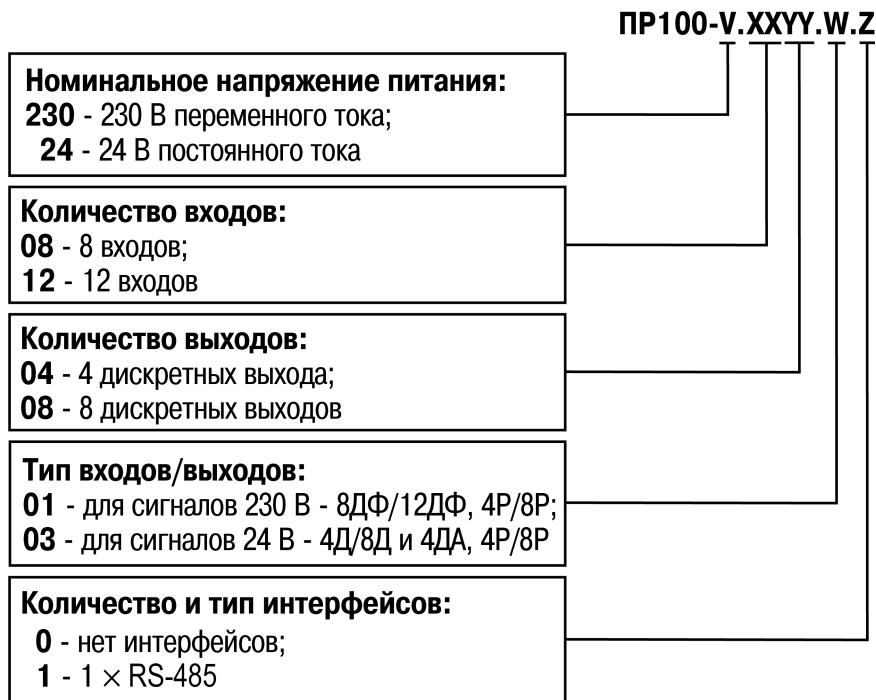 ПР100-V.XXYY.W.Z
Номинальное напряжение питания:
230 - 230 В переменного тока;
24 - 24 В постоянного тока
Количество входов:
08 - 8 входов;
12 - 12 входов
Количество выходов:
04 - 4 дискретных выхода;
08 - 8 дискретных выходов
Тип входов/выходов:
01 - для сигналов 230 В - 8ДФ/12ДФ, 4Р/8Р;
03 - для сигналов 24 В - 4Д/8Д и 4ДА, 4Р/8Р
Количество и тип интерфейсов:
0 - нет интерфейсов;
1 - 1 × RS-485